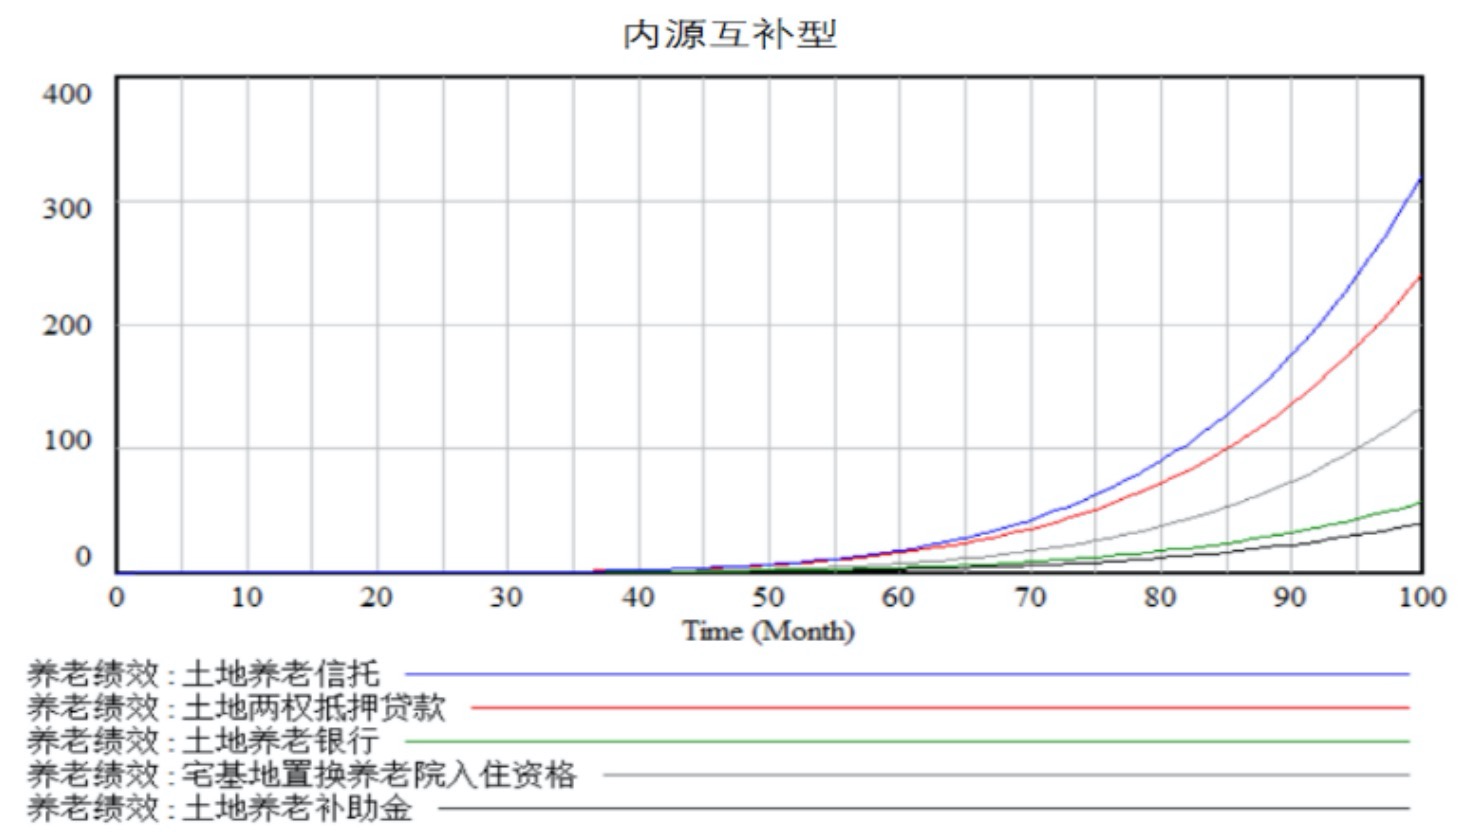 内源互补型
400
300
200
100
0
0 10 20 30 40 50 60 70 80 90 100
Time (Month)
养老绩效 : 土地养老信托
养老绩效 : 土地两权抵押贷款
养老绩效 : 土地养老银行
养老绩效 : 宅基地置换养老院入住资格
养老绩效 : 土地养老补助金